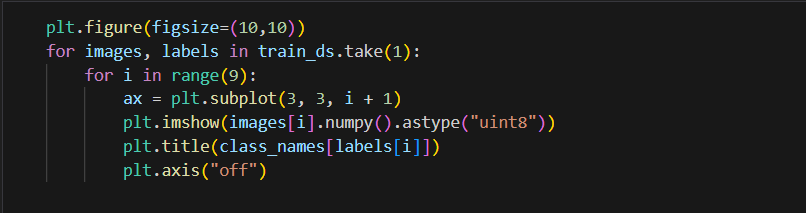 plt.figure(figsize=(10,10))
for images, labels in train_ds.take(1):
    for i in range(9):
        ax = plt.subplot(3, 3, i + 1)
        plt.imshow(images[i].numpy().astype("uint8"))
        plt.title(class_names[labels[i]])
        plt.axis("off")